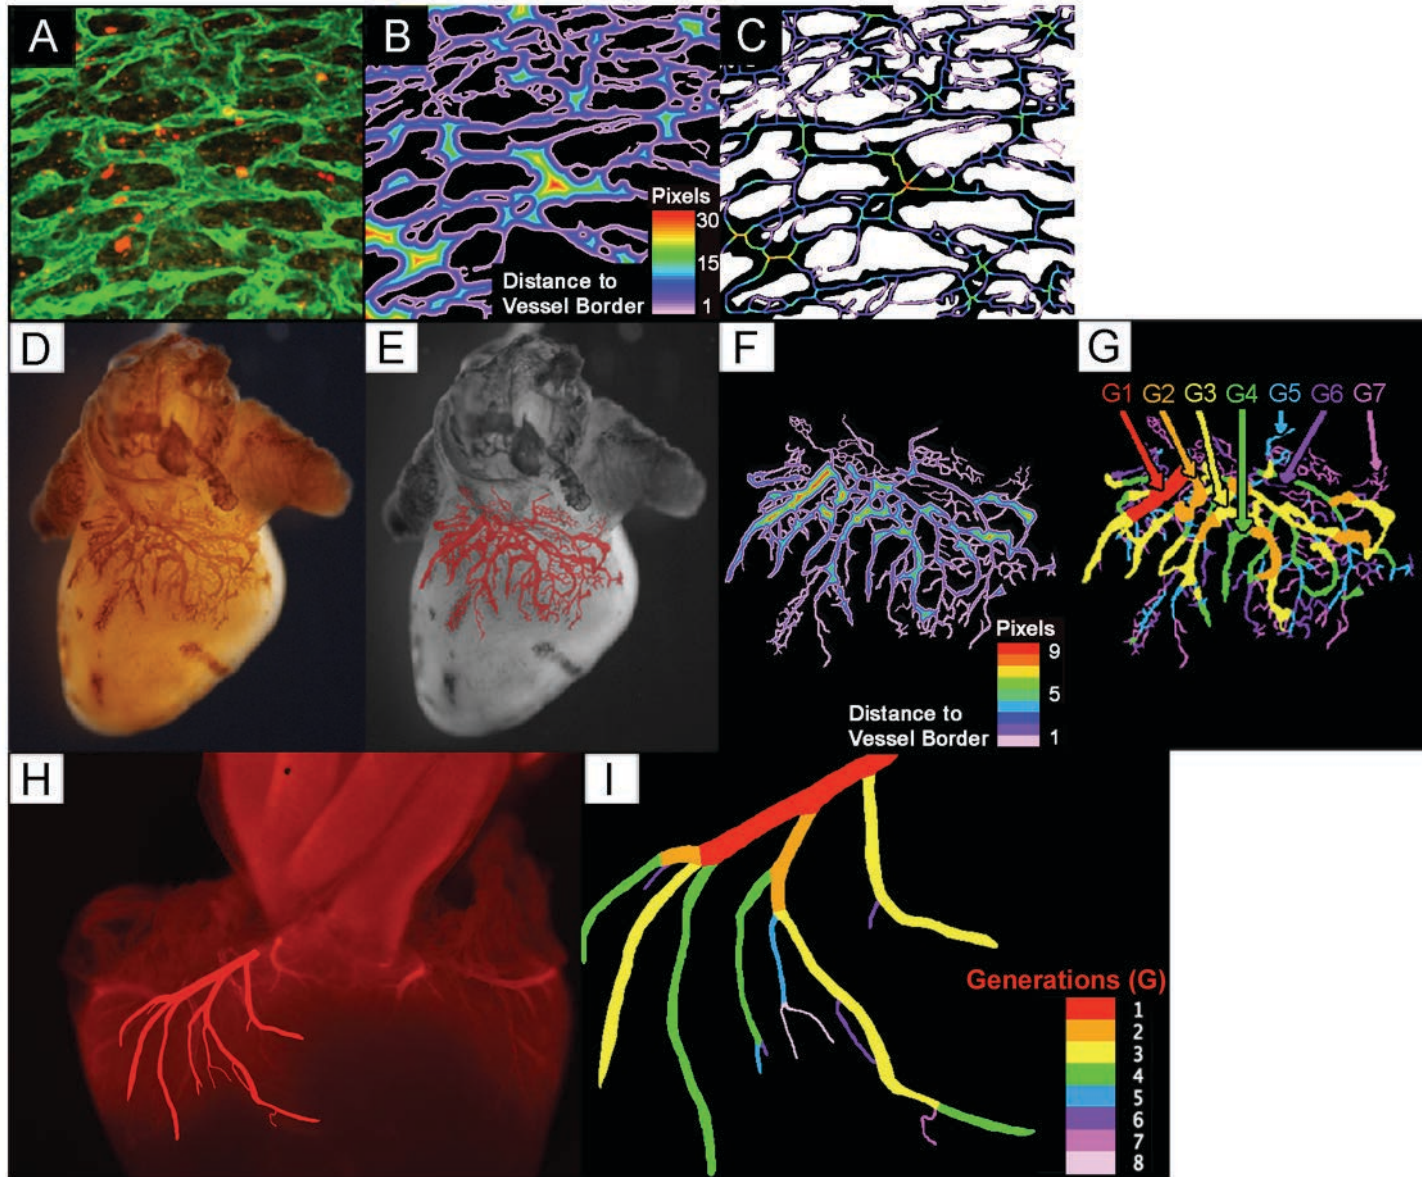 A
B
C
Pixels
30
15
1
Distance to
Vessel Border
D
E
F
G
G1 G2 G3 G4 G5 G6 G7
Pixels
9
5
1
Distance to
Vessel Border
H
I
Generations (G)
1
2
3
4
5
6
7
8